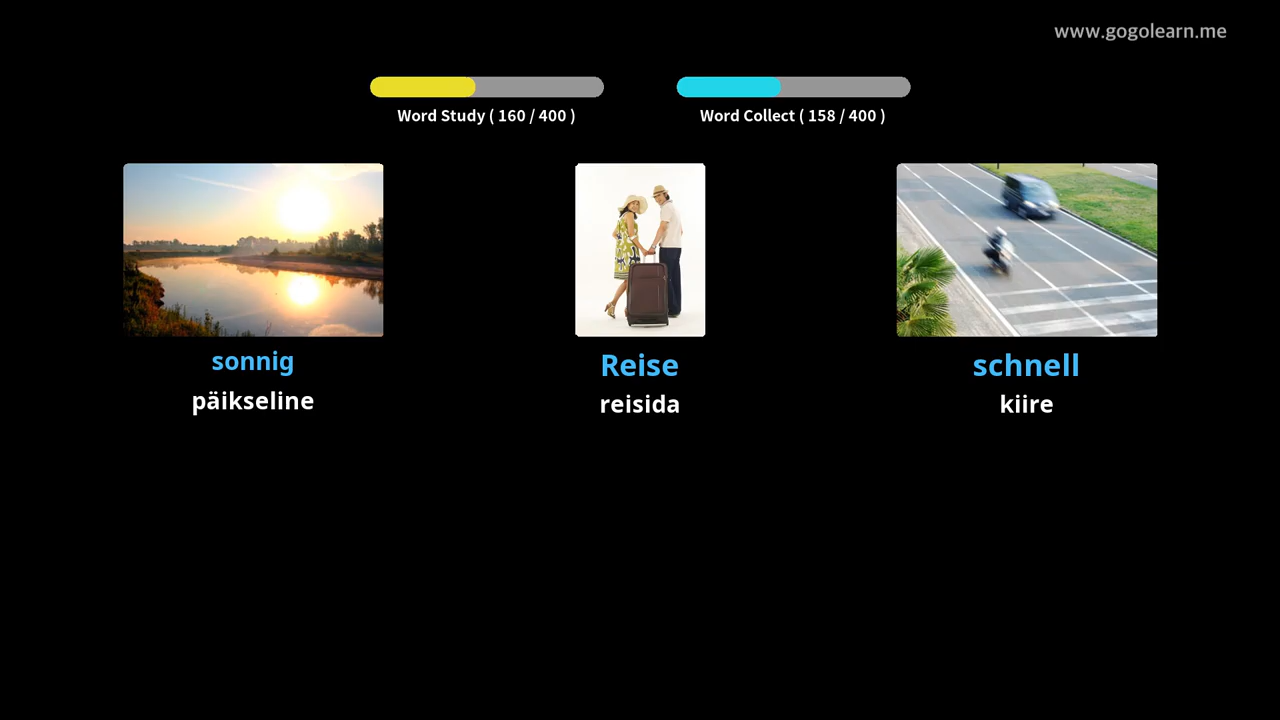 www.gogolearn.me
Word Study ( 160 / 400 )
Word Collect ( 158 / 400 )
sonnig
päikseline
Reise
reisida
schnell
kiire